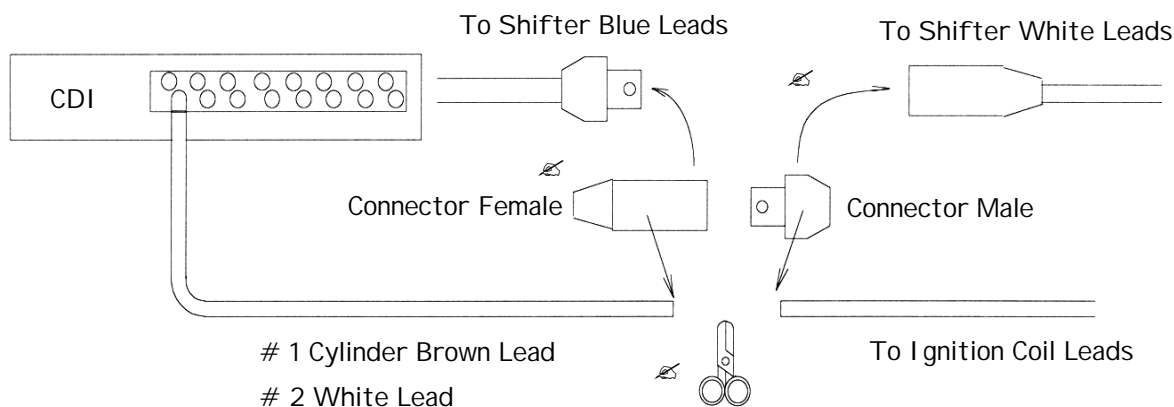 To Shifter Blue Leads
To Shifter White Leads
CDI
Connector Female
Connector Male
# 1 Cylinder Brown Lead
# 2 White Lead
To Ignition Coil Leads